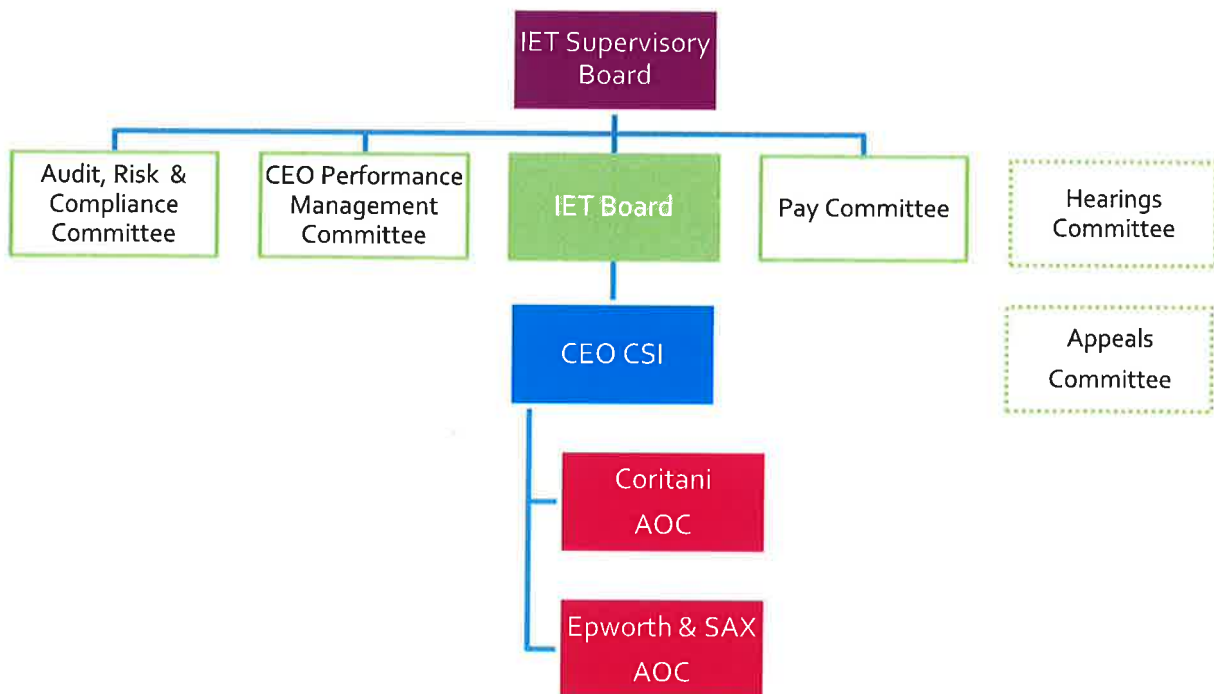 IET Supervisory
Board
Audit, Risk &
Compliance
Committee
CEO Performance
Management
Committee
IET Board
Pay Committee
Hearings
Committee
CEO CSI
Appeals
Committee
Coritani
AOC
Epworth & SAX
AOC